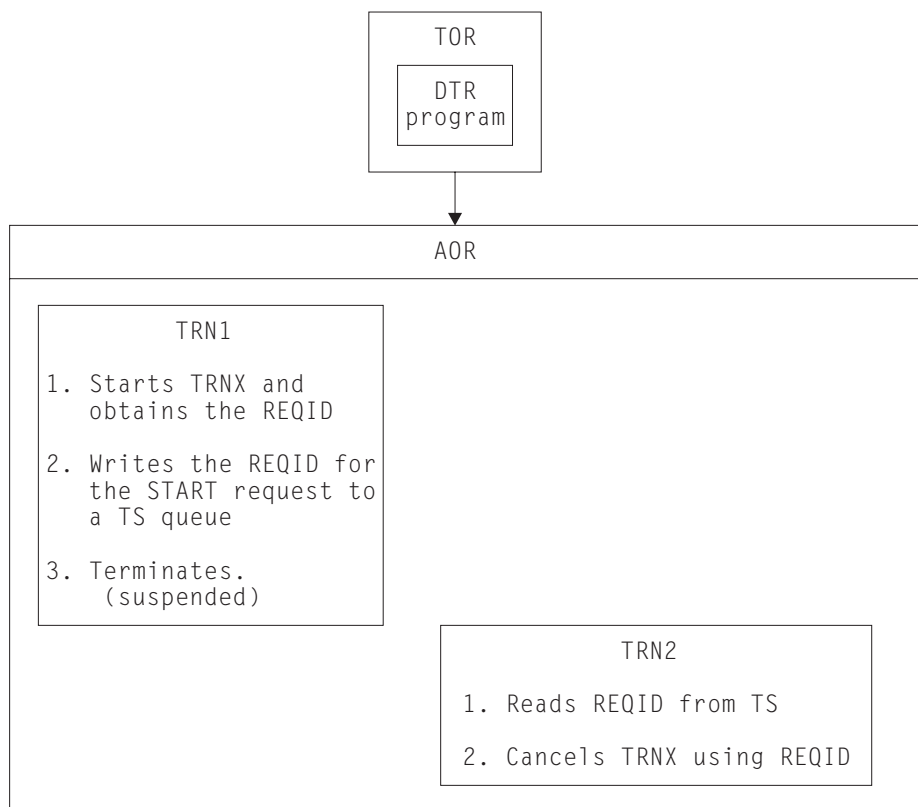 TOR
DTR
program
AOR
TRN1
1. Starts TRNX and
obtains the REQID
2. Writes the REQID for
the START request to
a TS queue
3. Terminates.
(suspended)
TRN2
1. Reads REQID from TS
2. Cancels TRNX using REQID